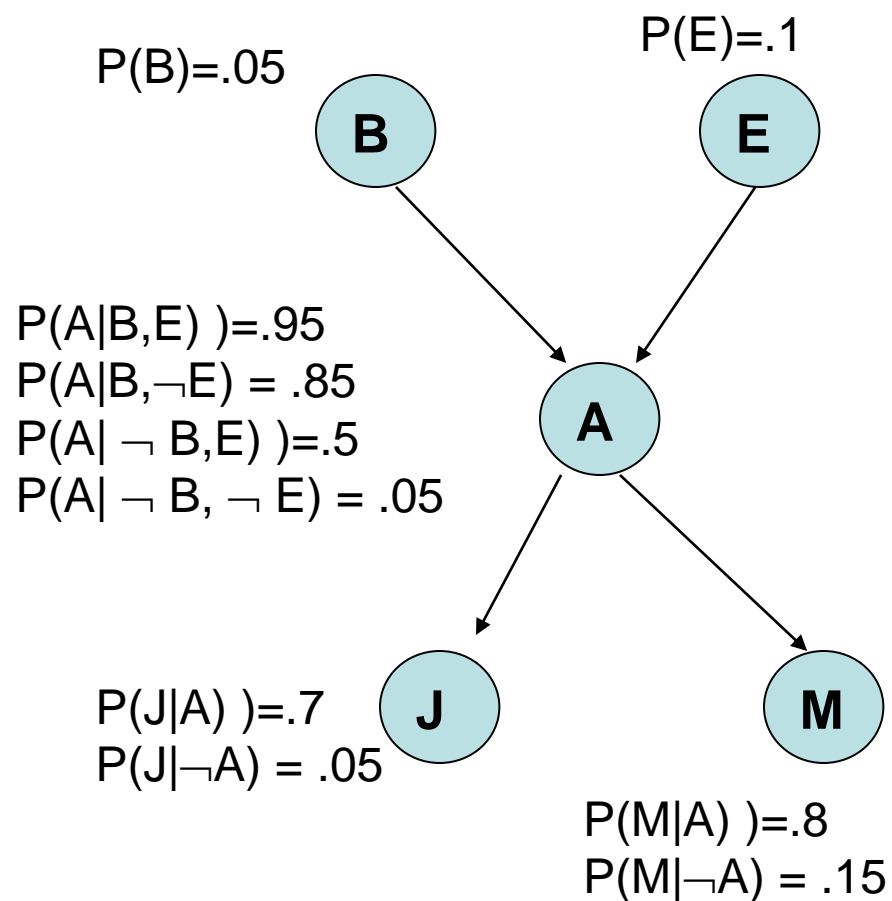 P(B)=.05
P(E)=.1
B
E
P(A|B,E) )=.95
P(A|B,¬E) = .85
P(A| ¬ B,E) )=.5
P(A| ¬ B, ¬ E) = .05
A
P(J|A) )=.7
P(J|¬A) = .05
J
M
P(M|A) )=.8
P(M|¬A) = .15